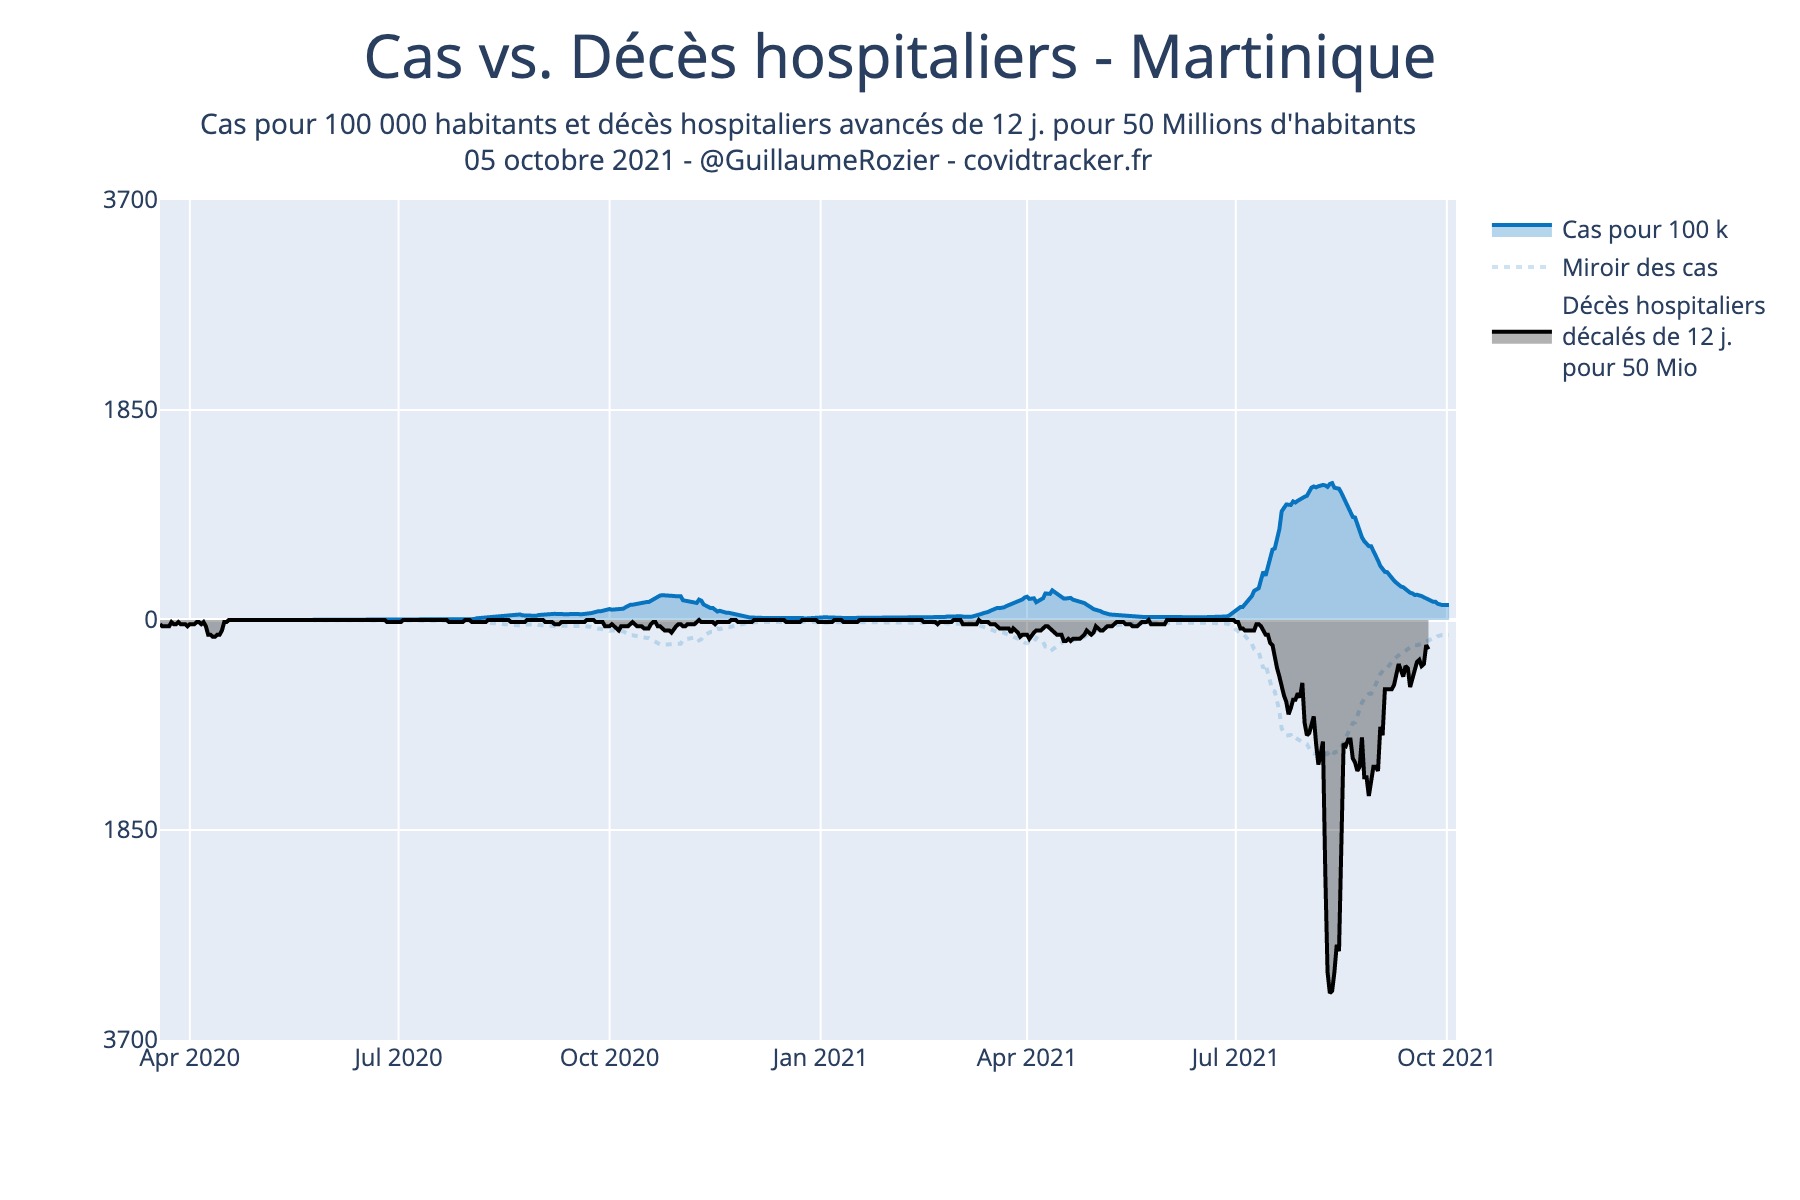 Cas vs. Décès hospitaliers - Martinique
Cas pour 100 000 habitants et décès hospitaliers avancés de 12 j. pour 50 Millions d'habitants
05 octobre 2021 - @GuillaumeRozier - covidtracker.fr
3700
1850
0
1850
3700
Apr 2020
Jul 2020
Oct 2020
Jan 2021
Apr 2021
Jul 2021
Oct 2021
Cas pour 100 k
Miroir des cas
Décès hospitaliers
décalés de 12 j.
pour 50 Mio